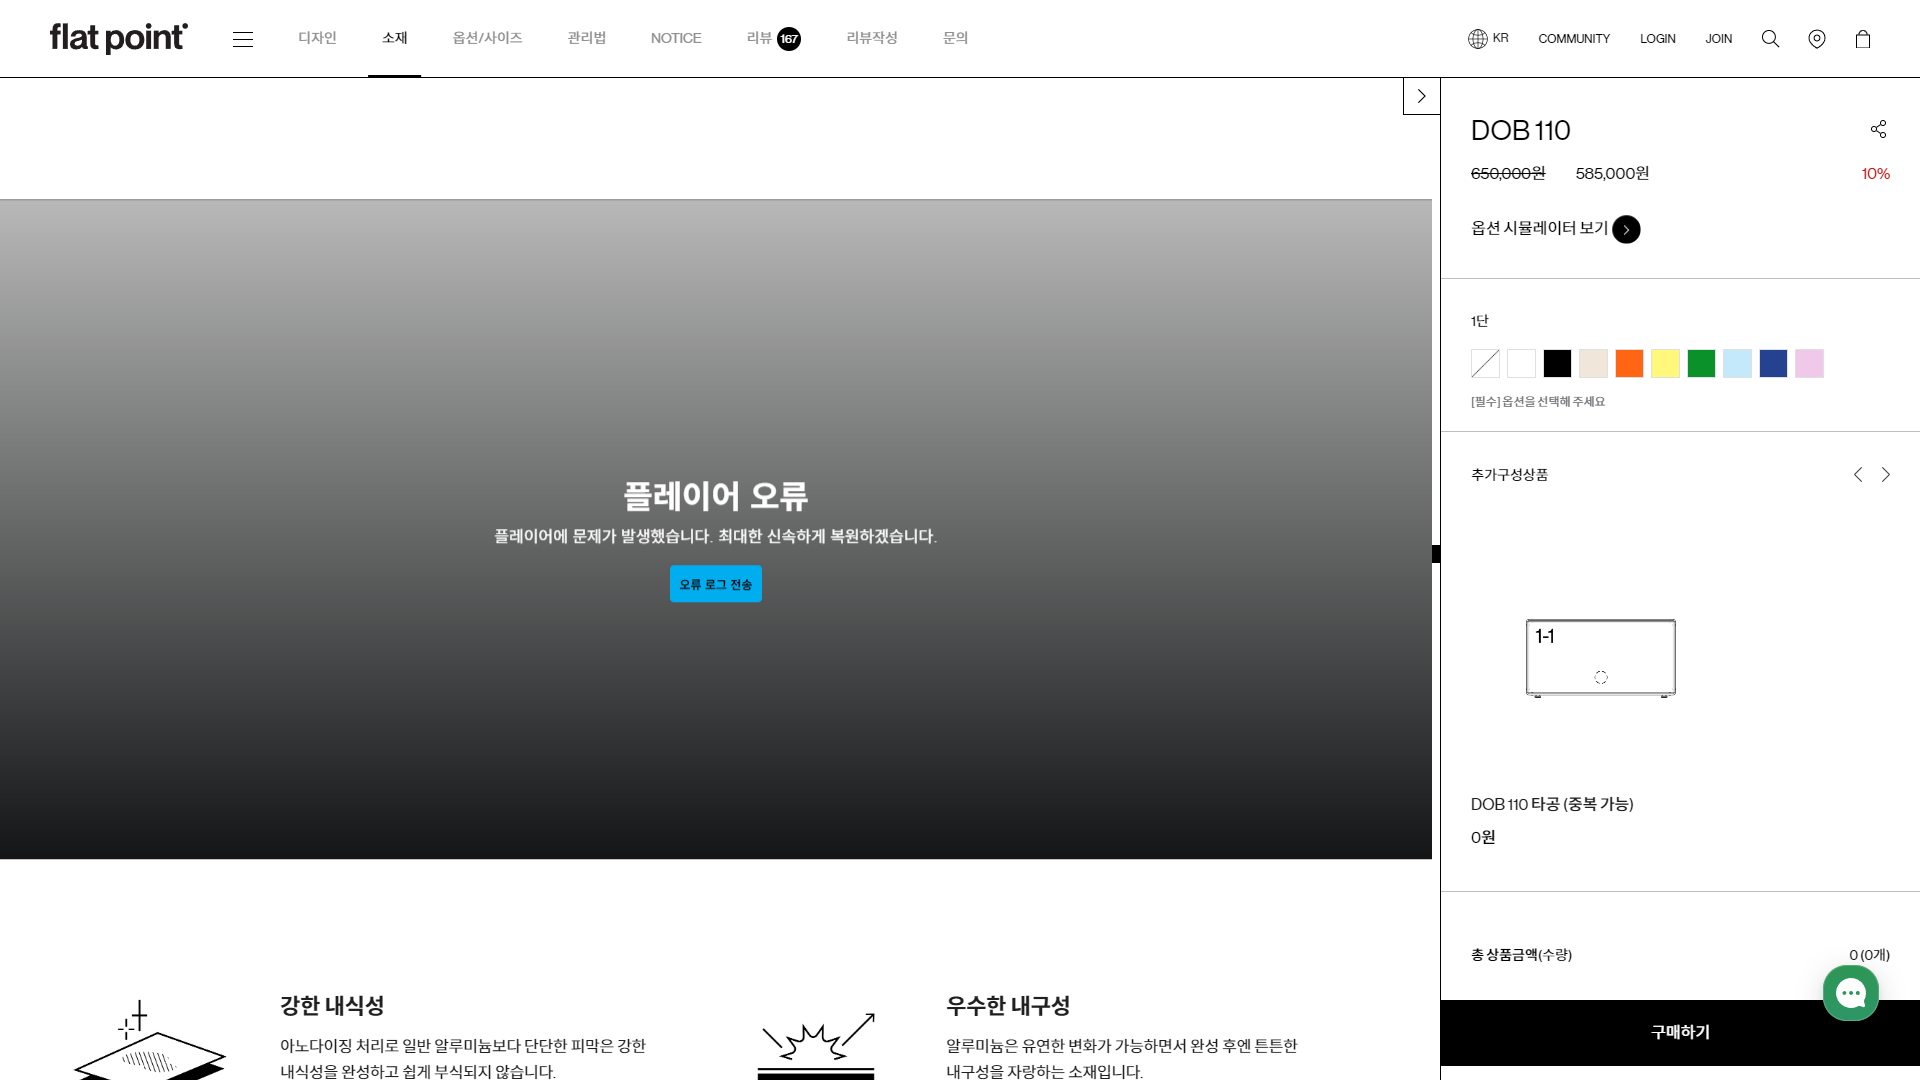 flat point
디자인
소재
옵션/사이즈
관리법
NOTICE
리뷰 167
리뷰작성
문의
KR
COMMUNITY
LOGIN
JOIN
DOB 110
650,000원 585,000원 10%
옵션 시뮬레이터 보기
1단
[필수] 옵션을 선택해 주세요
추가구성상품
1-1
DOB 110 타공 (중복 가능)
0원
총 상품금액(수량) 0 (0개)
구매하기
플레이어 오류
플레이어에 문제가 발생했습니다. 최대한 신속하게 복원하겠습니다.
오류 로그 전송
강한 내식성
아노다이징 처리로 일반 알루미늄보다 단단한 피막은 강한
내식성을 완성하고 쉽게 부식되지 않습니다.
우수한 내구성
알루미늄은 유연한 변화가 가능하면서 완성 후엔 튼튼한
내구성을 자랑하는 소재입니다.